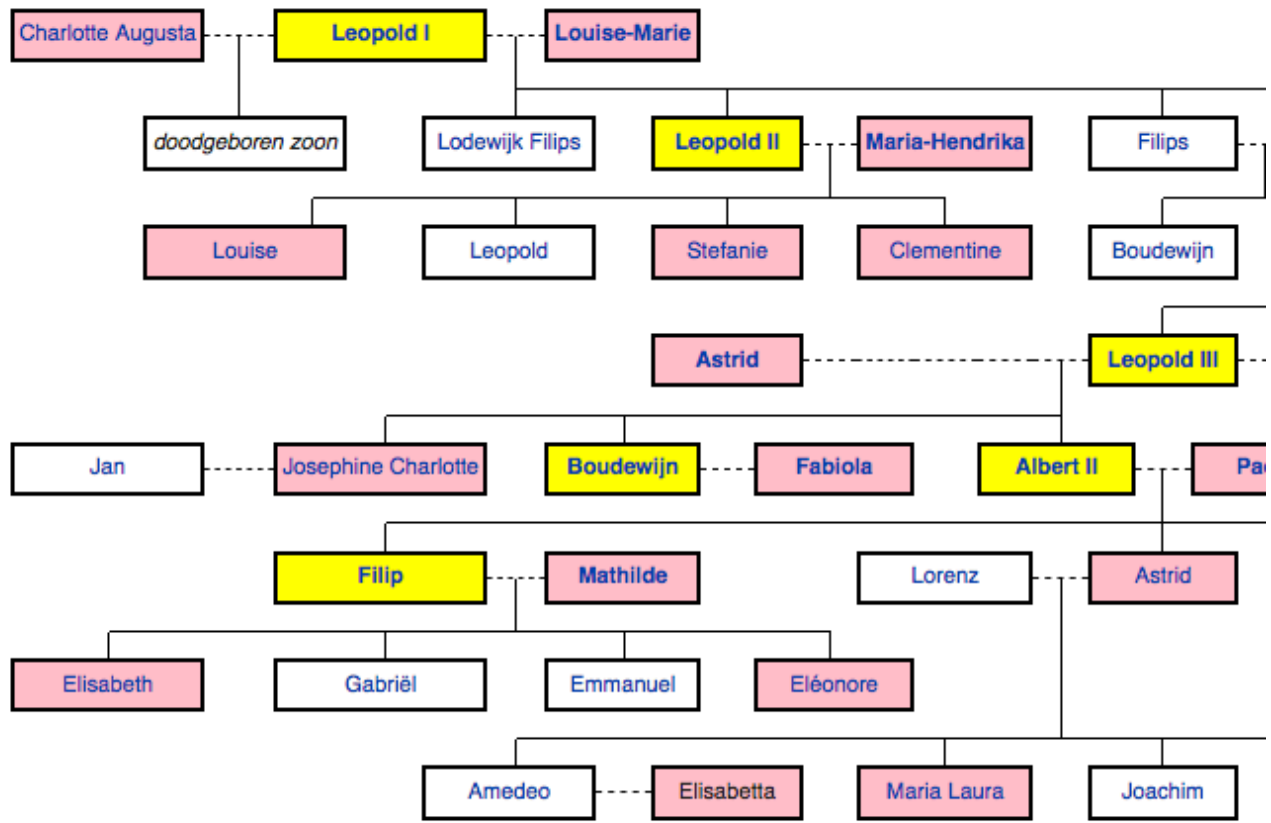 Charlotte Augusta
Leopold I
Louise-Marie
doodgeboren zoon
Lodewijk Filips
Leopold II
Maria-Hendrika
Filips
Louise
Leopold
Stefanie
Clementine
Boudewijn
Astrid
Leopold III
Jan
Josephine Charlotte
Boudewijn
Fabiola
Albert II
Filip
Mathilde
Lorenz
Astrid
Elisabeth
Gabriël
Emmanuel
Eléonore
Amedeo
Elisabetta
Maria Laura
Joachim